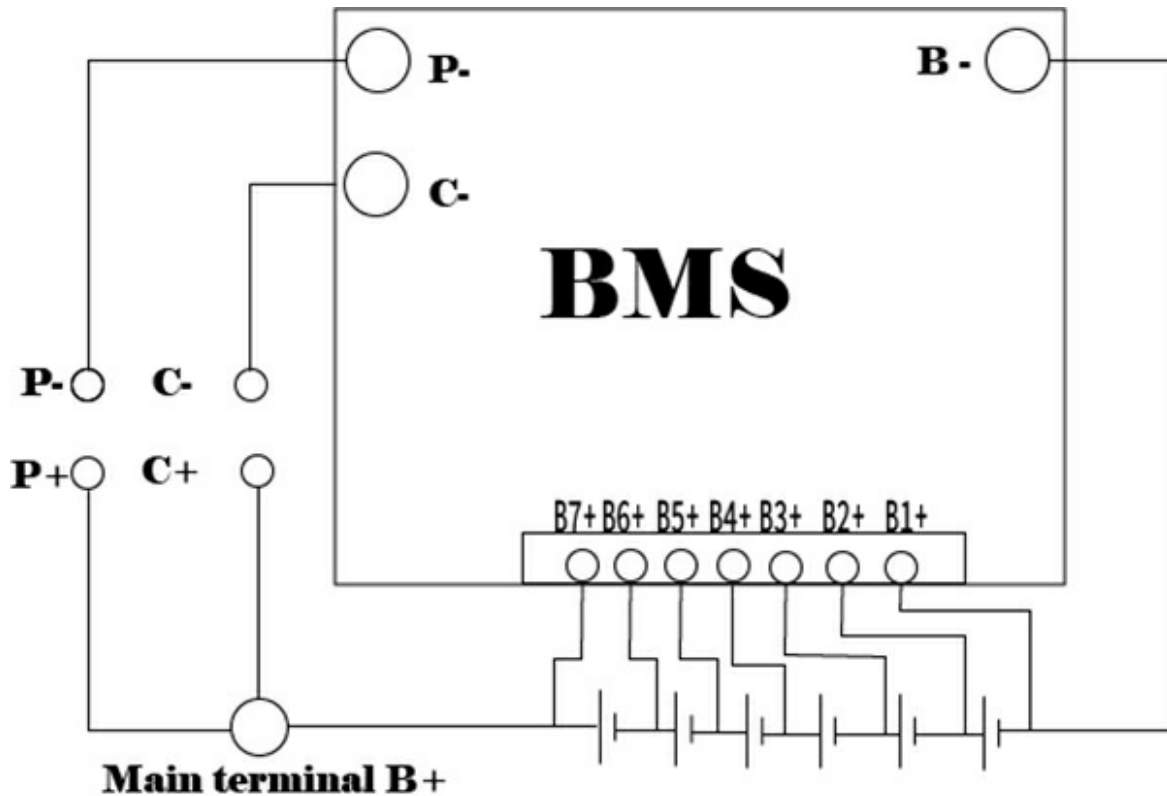 P-
B -
C-
BMS
P- C-
P+ C+
B7+ B6+ B5+ B4+ B3+ B2+ B1+
Main terminal B+